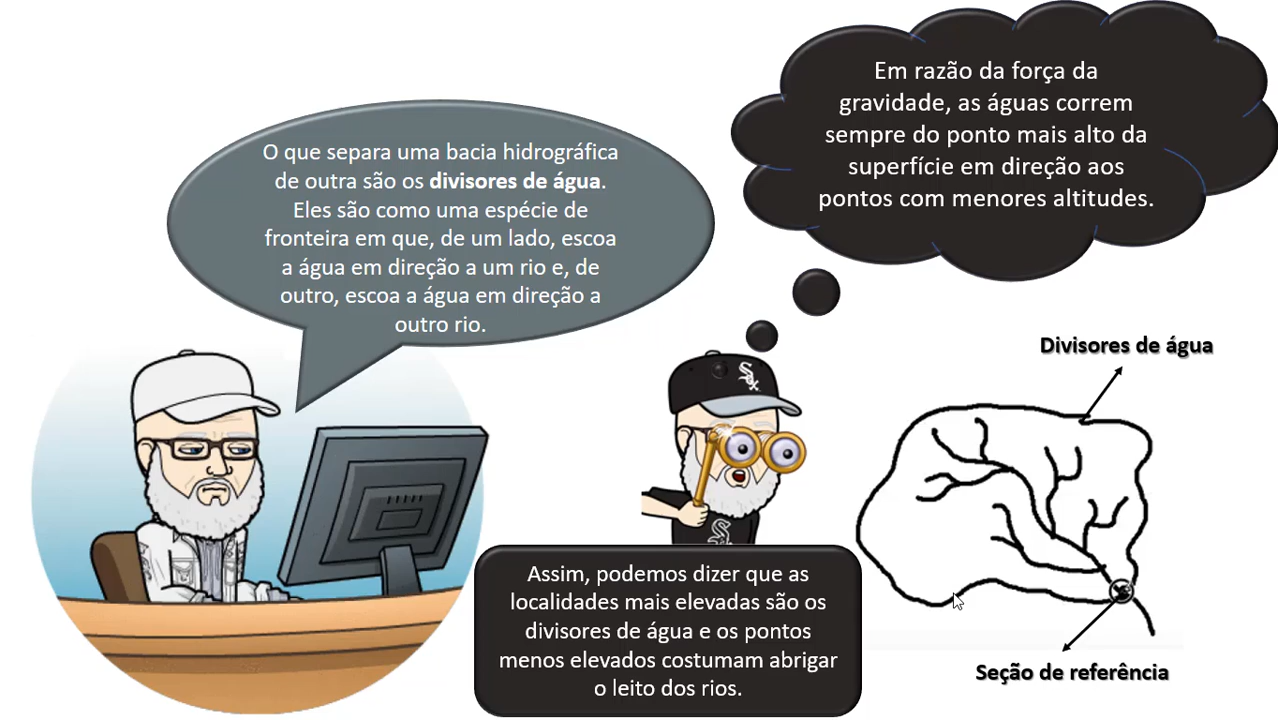 O que separa uma bacia hidrográfica
de outra são os divisores de água.
Eles são como uma espécie de
fronteira em que, de um lado, escoa
a água em direção a um rio e, de
outro, escoa a água em direção a
outro rio.
Em razão da força da
gravidade, as águas correm
sempre do ponto mais alto da
superfície em direção aos
pontos com menores altitudes.
Sox
Assim, podemos dizer que as
localidades mais elevadas são os
divisores de água e os pontos
menos elevados costumam abrigar
o leito dos rios.
Divisores de água
Seção de referência